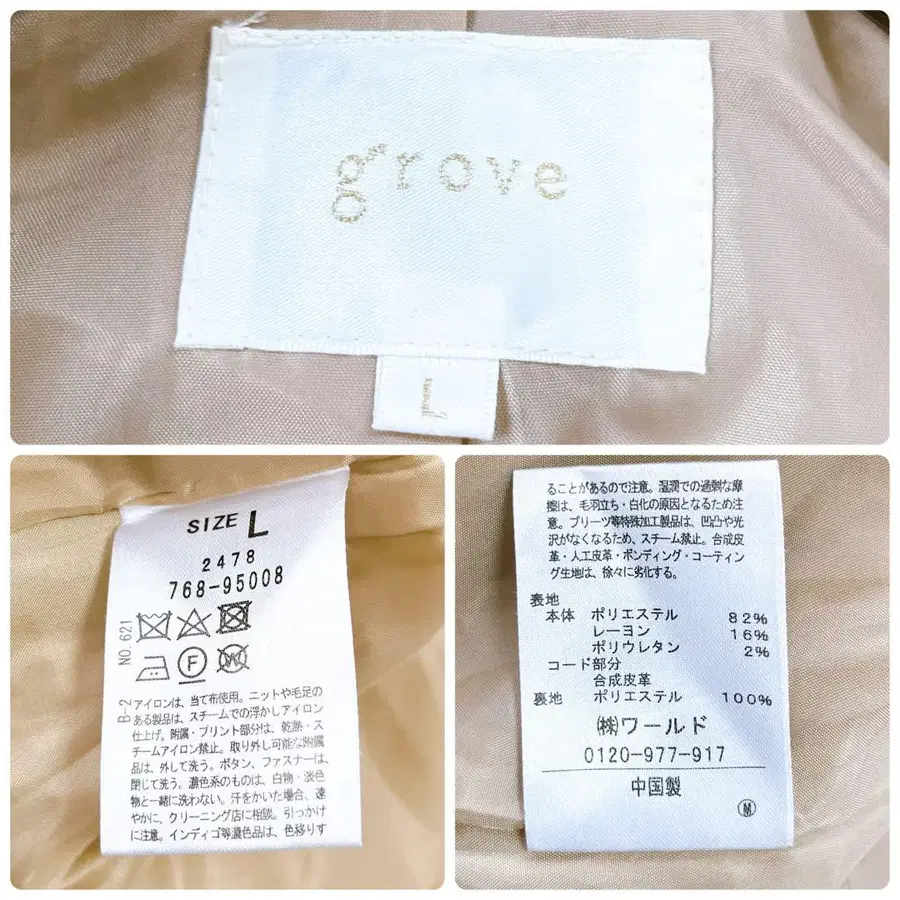 grove
L
SIZE L
2478
768-95008
NO.621
F
W
B-2
アイロンは、当て布使用。ニットや毛足の
ある製品は、スチームでの浮かしアイロン
仕上げ。附属・プリント部分は、乾熱・ス
チームアイロン禁止。取り外し可能な附属
品は、外して洗う。ボタン、ファスナーは、
閉じて洗う。濃色系のものは、白物・淡色
物と一緒に洗わない。汗をかいた場合、速
やかに、クリーニング店に相談。引っかけ
に注意。インディゴ等濃色品は、色移りす
ることがあるので注意。湿潤での過剰な摩
擦は、毛羽立ち・白化の原因となるため注
意。プリーツ等特殊加工製品は、凹凸や光
沢がなくなるため、スチーム禁止。合成皮
革・人工皮革・ボンディング・コーティン
グ生地は、徐々に劣化する。
表地
本体 ポリエステル 82%
レーヨン 16%
ポリウレタン 2%
コード部分
合成皮革
裏地 ポリエステル 100%
㈱ワールド
0120-977-917
中国製
Ⓜ